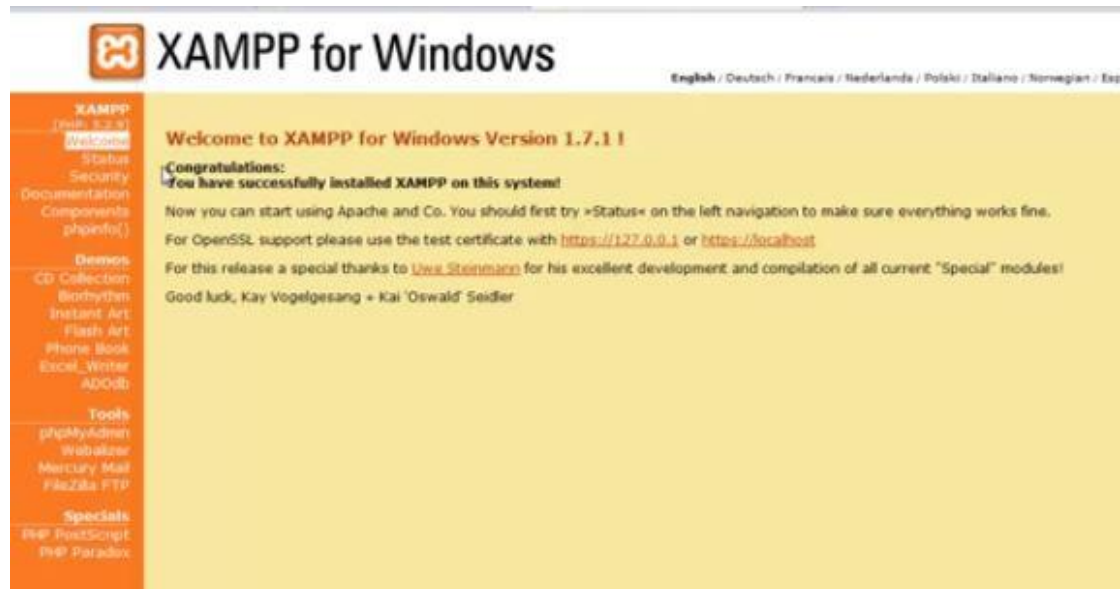 XAMPP for Windows
English / Deutsch / Francais / Nederlands / Polski / Italiano / Norwegian / Esp
XAMPP
[PHP: 5.2.9]
Welcome
Status
Security
Documentation
Components
phpinfo()
Demos
CD Collection
Biorhythm
Instant Art
Flash Art
Phone Book
Excel_Writer
ADOdb
Tools
phpMyAdmin
Webalizer
Mercury Mail
FileZilla FTP
Specials
PHP PostScript
PHP Paradox
Welcome to XAMPP for Windows Version 1.7.1 !
Congratulations:
You have successfully installed XAMPP on this system!
Now you can start using Apache and Co. You should first try »Status« on the left navigation to make sure everything works fine.
For OpenSSL support please use the test certificate with https://127.0.0.1 or https://localhost
For this release a special thanks to Uwe Steinmann for his excellent development and compilation of all current "Special" modules!
Good luck, Kay Vogelgesang + Kai 'Oswald' Seidler